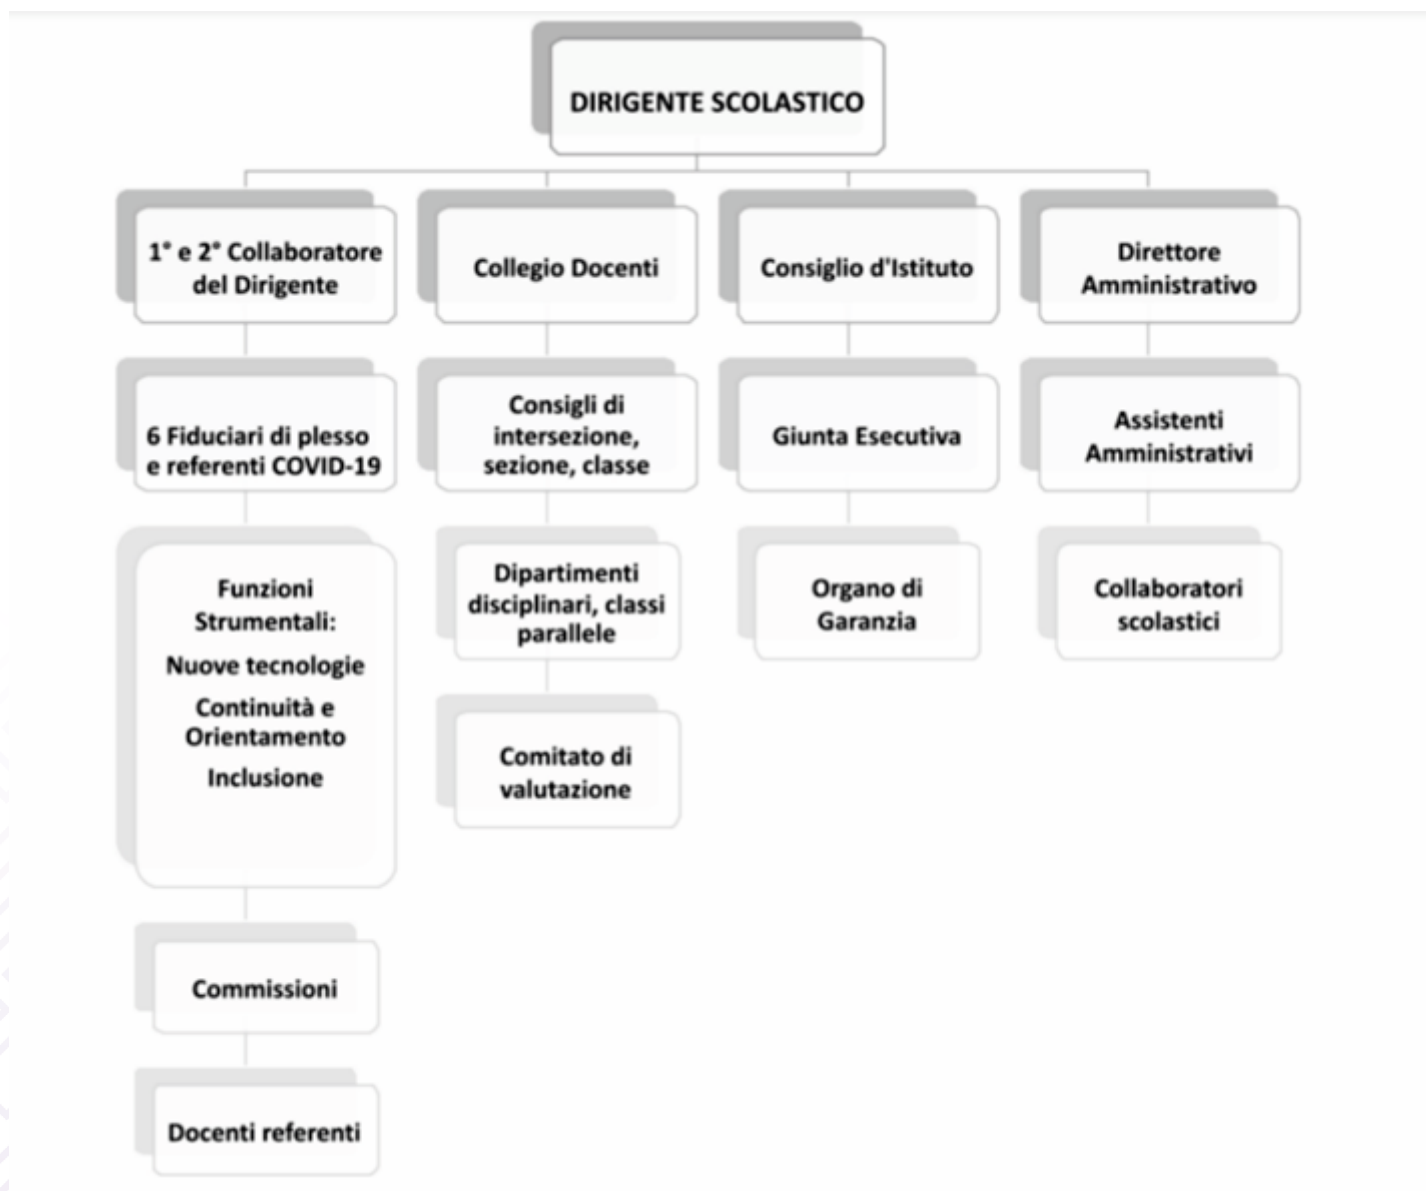 DIRIGENTE SCOLASTICO
1° e 2° Collaboratore
del Dirigente
Collegio Docenti
Consiglio d'Istituto
Direttore
Amministrativo
6 Fiduciari di plesso
e referenti COVID-19
Consigli di
intersezione,
sezione, classe
Giunta Esecutiva
Assistenti
Amministrativi
Funzioni
Strumentali:
Nuove tecnologie
Continuità e
Orientamento
Inclusione
Dipartimenti
disciplinari, classi
parallele
Organo di
Garanzia
Collaboratori
scolastici
Comitato di
valutazione
Commissioni
Docenti referenti